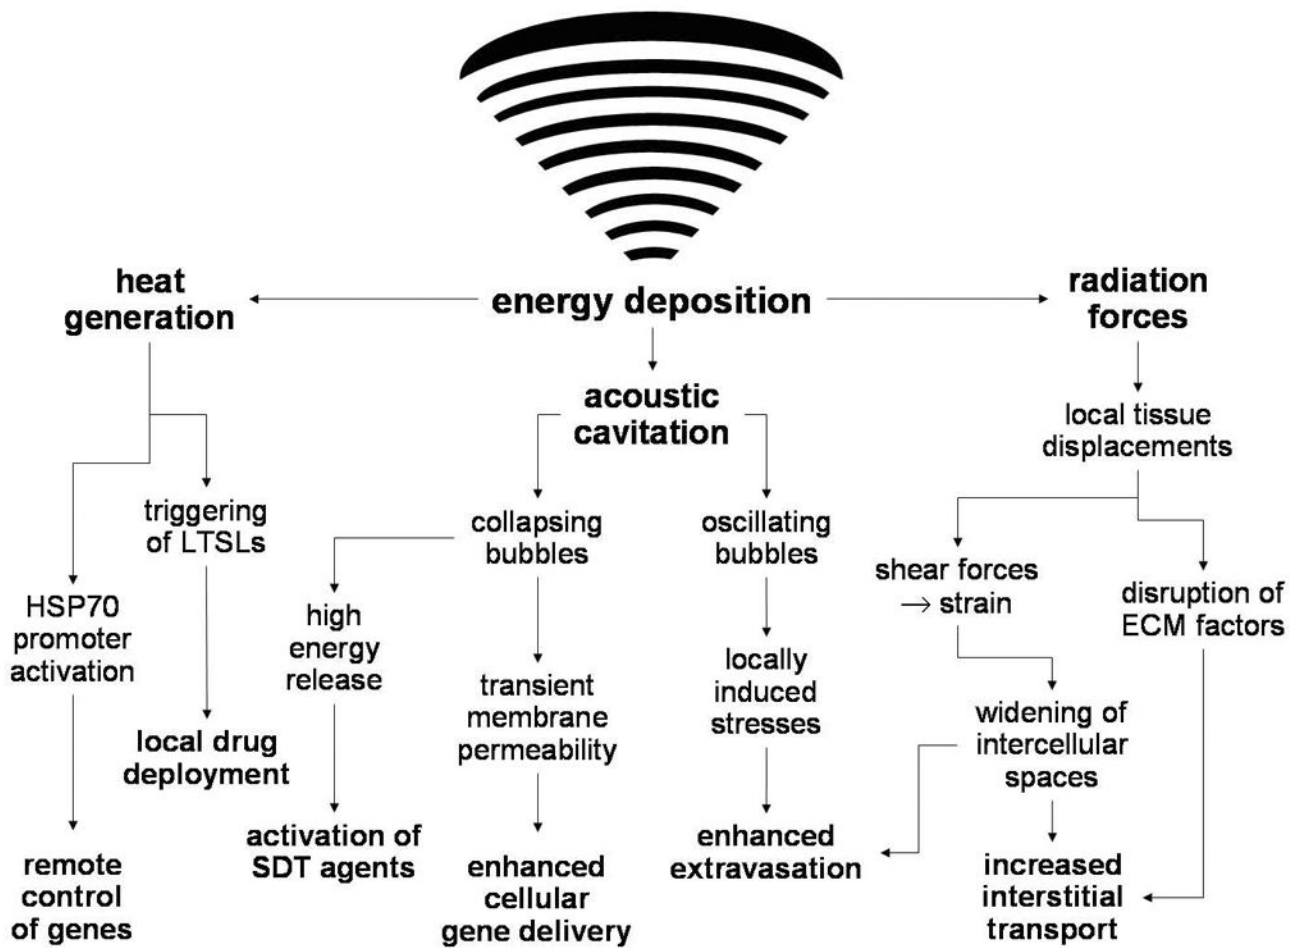 heat
generation
energy deposition
radiation
forces
acoustic
cavitation
local tissue
displacements
triggering
of LTSLs
collapsing
bubbles
oscillating
bubbles
shear forces
→ strain
disruption of
ECM factors
HSP70
promoter
activation
high
energy
release
transient
membrane
permeability
locally
induced
stresses
widening of
intercellular
spaces
local drug
deployment
activation of
SDT agents
enhanced
extravasation
remote
control
of genes
enhanced
cellular
gene delivery
increased
interstitial
transport